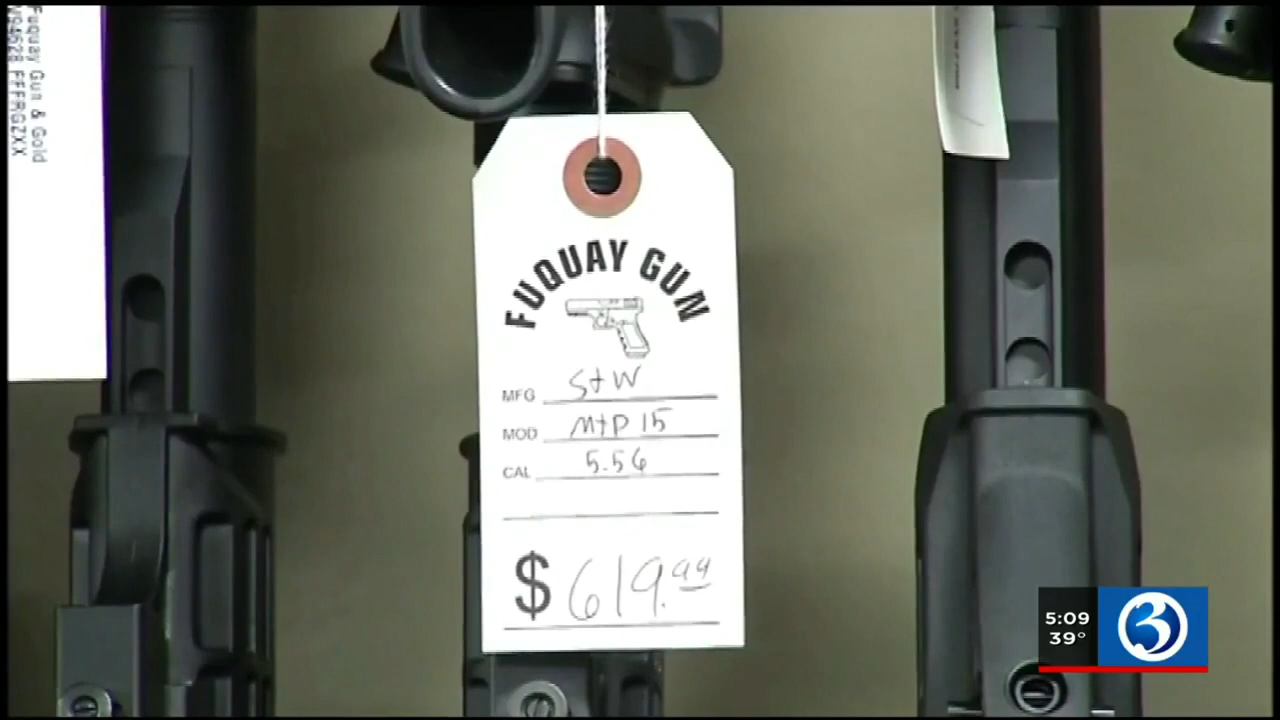 Fuquay Gun & Gold
FUQUAY GUN
MFG S+W
MOD M+P 15
CAL 5.56
$ 619.99
5:09
39°
3